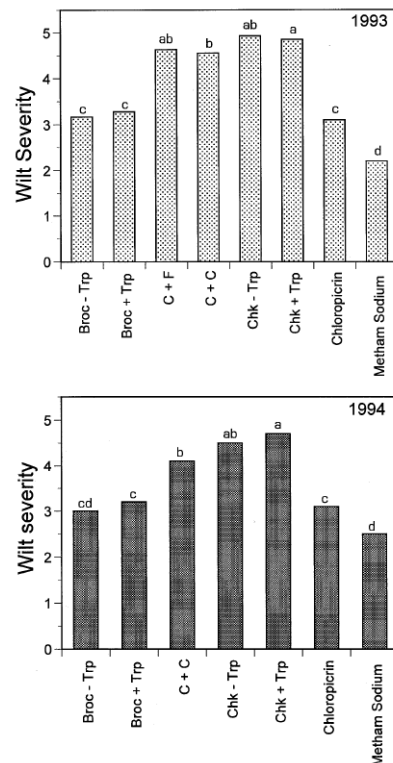 1993
Wilt Severity
5
4
3
2
1
0
c
c
ab
b
ab
a
c
d
Broc - Trp
Broc + Trp
C + F
C + C
Chk - Trp
Chk + Trp
Chloropicrin
Metham Sodium
1994
Wilt severity
5
4
3
2
1
0
cd
c
b
ab
a
c
d
Broc - Trp
Broc + Trp
C + C
Chk - Trp
Chk + Trp
Chloropicrin
Metham Sodium